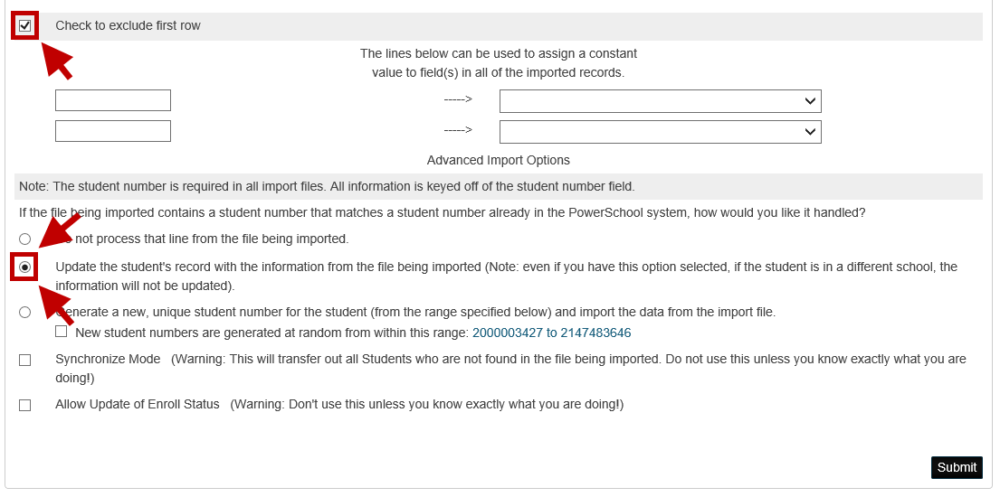 Check to exclude first row
The lines below can be used to assign a constant
value to field(s) in all of the imported records.
----->
----->
Advanced Import Options
Note: The student number is required in all import files. All information is keyed off of the student number field.
If the file being imported contains a student number that matches a student number already in the PowerSchool system, how would you like it handled?
not process that line from the file being imported.
Update the student's record with the information from the file being imported (Note: even if you have this option selected, if the student is in a different school, the
information will not be updated).
Generate a new, unique student number for the student (from the range specified below) and import the data from the import file.
New student numbers are generated at random from within this range: 2000003427 to 2147483646
Synchronize Mode (Warning: This will transfer out all Students who are not found in the file being imported. Do not use this unless you know exactly what you are
doing!)
Allow Update of Enroll Status (Warning: Don't use this unless you know exactly what you are doing!)
Submit